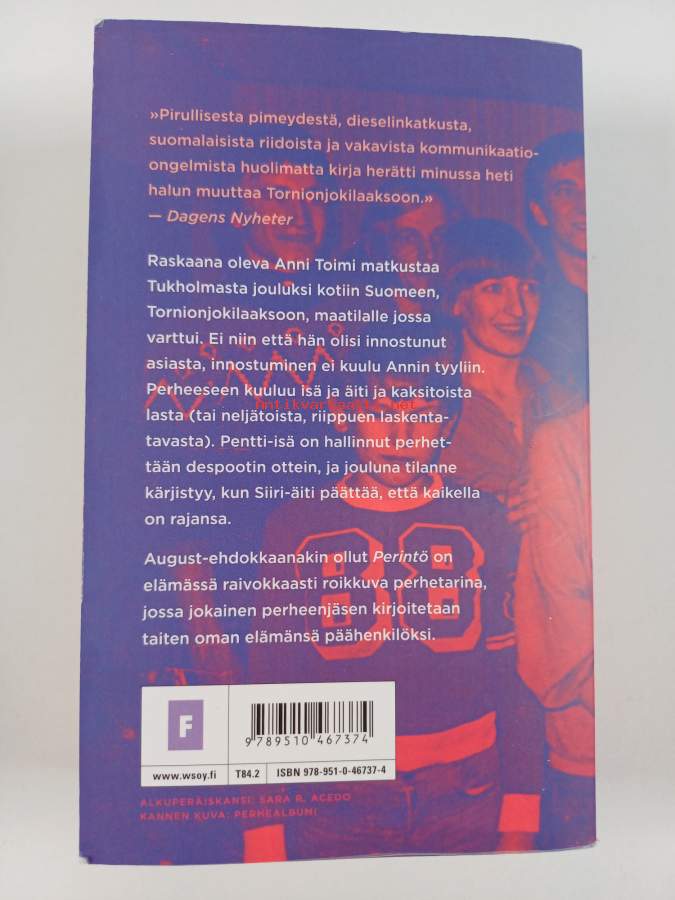 »Pirullisesta pimeydestä, dieselinkatkusta,
suomalaisista riidoista ja vakavista kommunikaatio-
ongelmista huolimatta kirja herätti minussa heti
halun muuttaa Tornionjokilaaksoon.»
— Dagens Nyheter
Raskaana oleva Anni Toimi matkustaa
Tukholmasta jouluksi kotiin Suomeen,
Tornionjokilaaksoon, maatilalle jossa
varttui. Ei niin että hän olisi innostunut
asiasta, innostuminen ei kuulu Annin tyyliin.
Perheeseen kuuluu isä ja äiti ja kaksitoista
lasta (tai neljätoista, riippuen laskenta-
tavasta). Pentti-isä on hallinnut perhet-
tään despootin ottein, ja jouluna tilanne
kärjistyy, kun Siiri-äiti päättää, että kaikella
on rajansa.
August-ehdokkaanakin ollut Perintö on
elämässä raivokkaasti roikkuva perhetarina,
jossa jokainen perheenjäsen kirjoitetaan
taiten oman elämänsä päähenkilöksi.
88
F
9 789510 467374
www.wsoy.fi
T84.2
ISBN 978-951-0-46737-4
ALKUPERÄISKANSI: SARA R. ACEDO
KANNEN KUVA: PERHEALBUMI